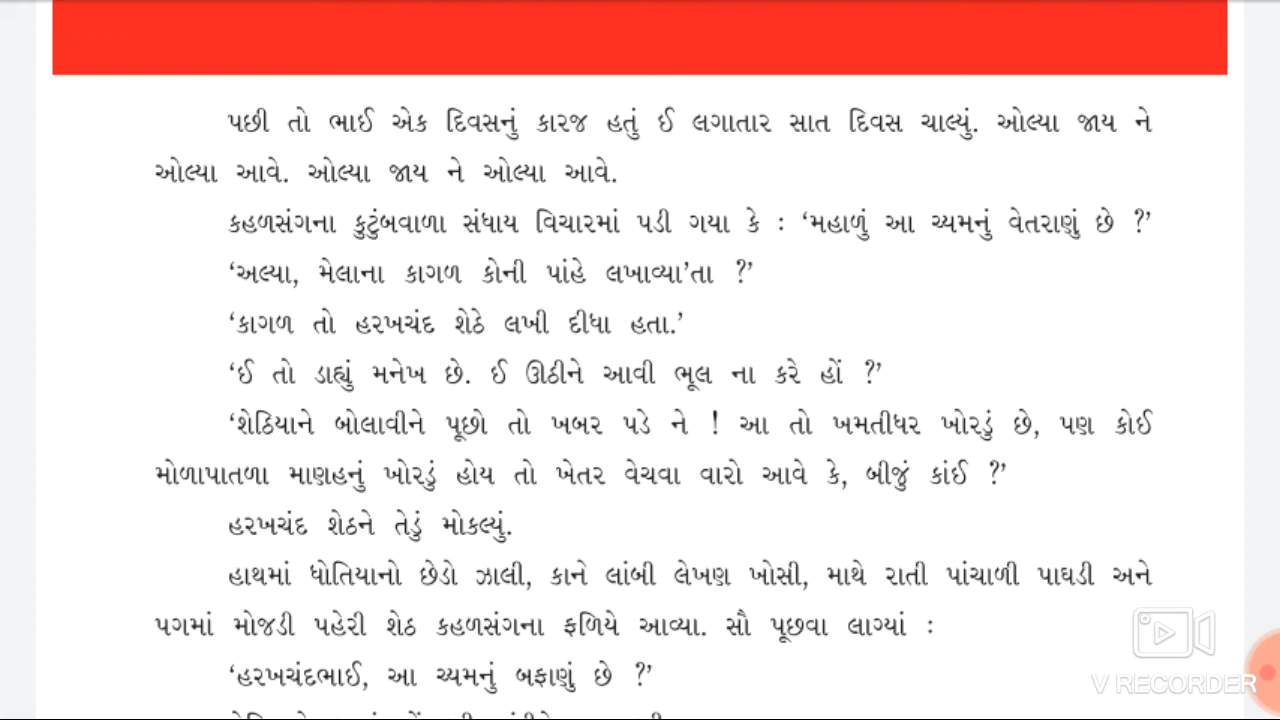 પછી તો ભાઈ એક દિવસનું કારજ હતું ઈ લગાતાર સાત દિવસ ચાલ્યું. ઓલ્યા જાય ને
ઓલ્યા આવે. ઓલ્યા જાય ને ઓલ્યા આવે.
કહળસંગના કુટુંબવાળા સંધાય વિચારમાં પડી ગયા કે : ‘મહાળું આ ચ્યમનું વેતરાણું છે ?’
‘અલ્યા, મેલાના કાગળ કોની પાંહે લખાવ્યા’તા ?’
‘કાગળ તો હરખચંદ શેઠે લખી દીધા હતા.’
‘ઈ તો ડાહ્યું મનેખ છે. ઈ ઊઠીને આવી ભૂલ ના કરે હોં ?’
‘શેઠિયાને બોલાવીને પૂછો તો ખબર પડે ને ! આ તો ખમતીધર ખોરડું છે, પણ કોઈ
મોળાપાતળા માણહનું ખોરડું હોય તો ખેતર વેચવા વારો આવે કે, બીજું કાંઈ ?’
હરખચંદ શેઠને તેડું મોકલ્યું.
હાથમાં ધોતિયાનો છેડો ઝાલી, કાને લાંબી લેખણ ખોસી, માથે રાતી પાંચાળી પાઘડી અને
પગમાં મોજડી પહેરી શેઠ કહળસંગના ફળિયે આવ્યા. સૌ પૂછવા લાગ્યાં :
‘હરખચંદભાઈ, આ ચ્યમનું બફાણું છે ?’
V RECORDER